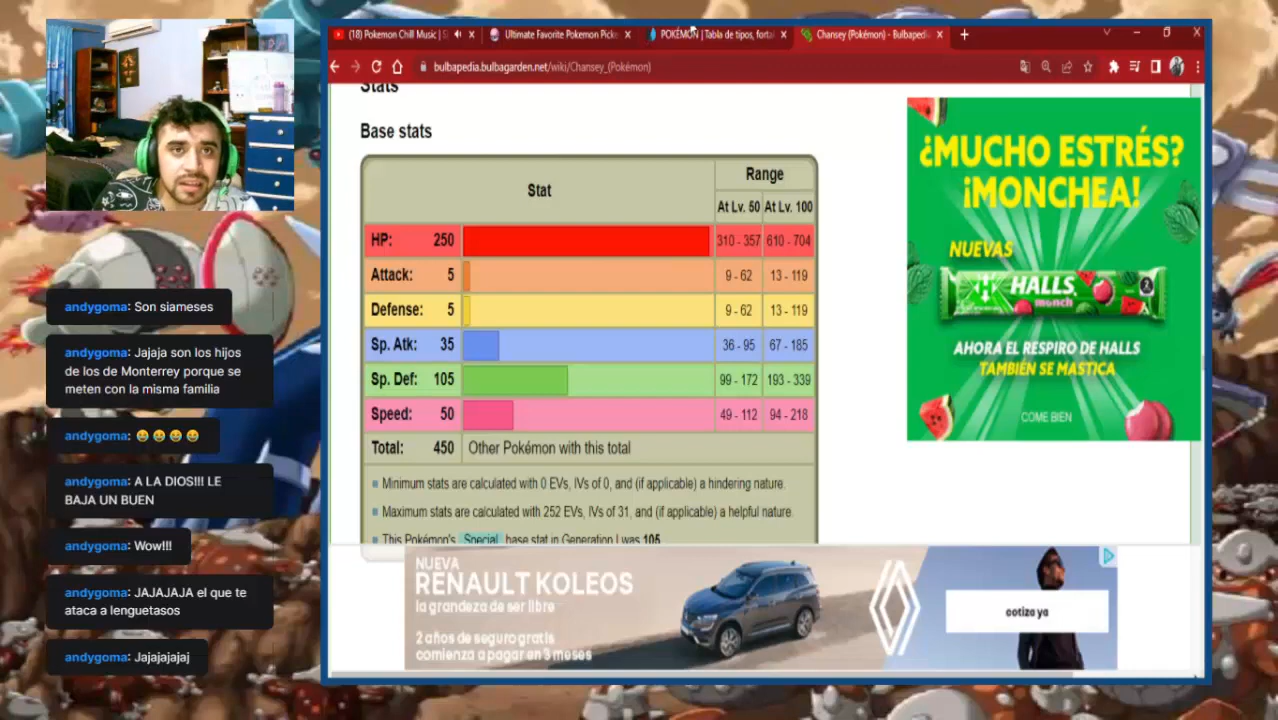 (18) Pokemon Chill Music | S
Ultimate Favorite Pokemon Picke
POKÉMON | Tabla de tipos, forta
Chansey (Pokémon) - Bulbapedi
bulbapedia.bulbagarden.net/wiki/Chansey_(Pokémon)
Stats
Base stats
Stat
Range
At Lv. 50 At Lv. 100
HP: 250 310 - 357 610 - 704
Attack: 5 9 - 62 13 - 119
Defense: 5 9 - 62 13 - 119
Sp. Atk: 35 36 - 95 67 - 185
Sp. Def: 105 99 - 172 193 - 339
Speed: 50 49 - 112 94 - 218
Total: 450 Other Pokémon with this total
Minimum stats are calculated with 0 EVs, IVs of 0, and (if applicable) a hindering nature.
Maximum stats are calculated with 252 EVs, IVs of 31, and (if applicable) a helpful nature.
This Pokémon's Special base stat in Generation I was 105
¿MUCHO ESTRÉS?
¡MONCHEA!
NUEVAS
HALLS
monch
AHORA EL RESPIRO DE HALLS
TAMBIÉN SE MASTICA
COME BIEN
NUEVA
RENAULT KOLEOS
la grandeza de ser libre
2 años de seguro gratis
comienza a pagar en 3 meses
cotiza ya
andygoma: Son siameses
andygoma: Jajaja son los hijos
de los de Monterrey porque se
meten con la misma familia
andygoma: 😂😂😂😂
andygoma: A LA DIOS!!! LE
BAJA UN BUEN
andygoma: Wow!!!
andygoma: JAJAJAJA el que te
ataca a lenguetasos
andygoma: Jajajajajaj